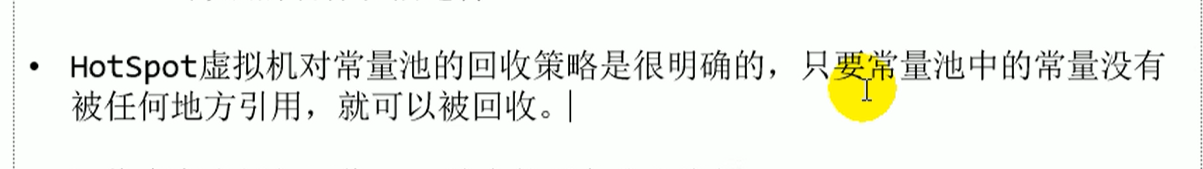 • HotSpot虚拟机对常量池的回收策略是很明确的，只要常量池中的常量没有
被任何地方引用，就可以被回收。